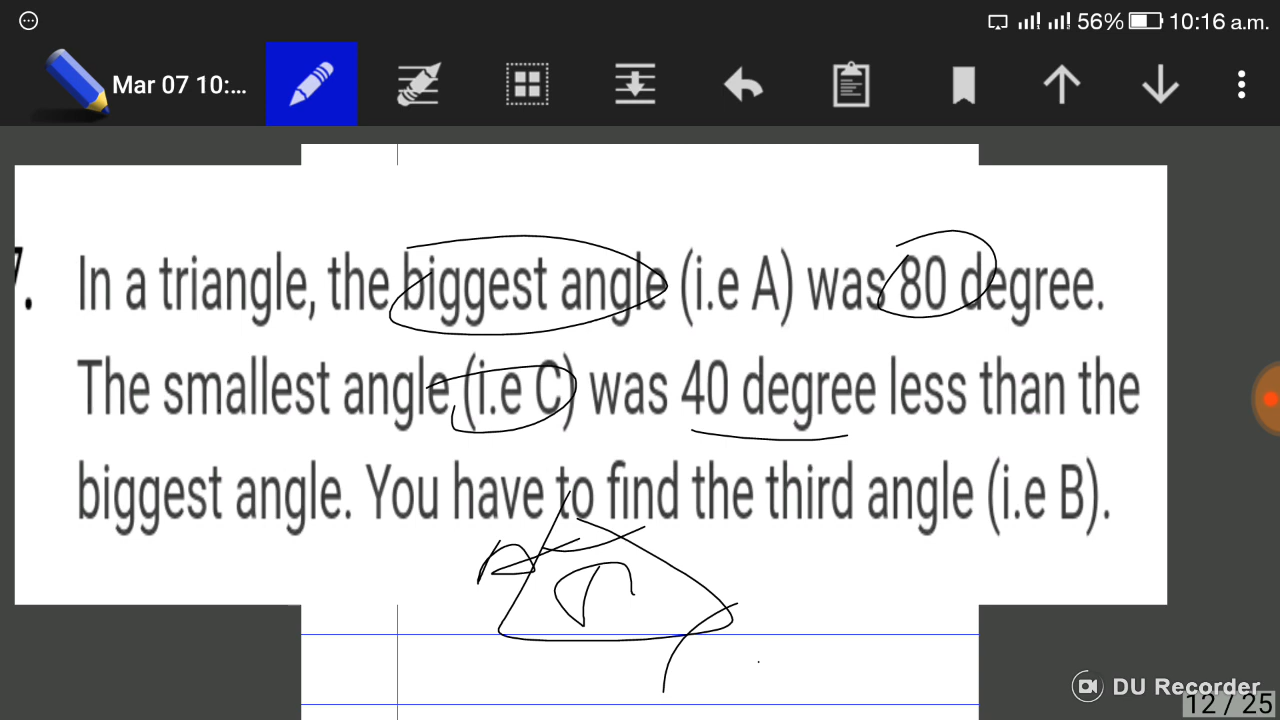 56% 10:16 a.m.
Mar 07 10:...
7. In a triangle, the biggest angle (i.e A) was 80 degree.
The smallest angle (i.e C) was 40 degree less than the
biggest angle. You have to find the third angle (i.e B).
DU Recorder
12 / 25